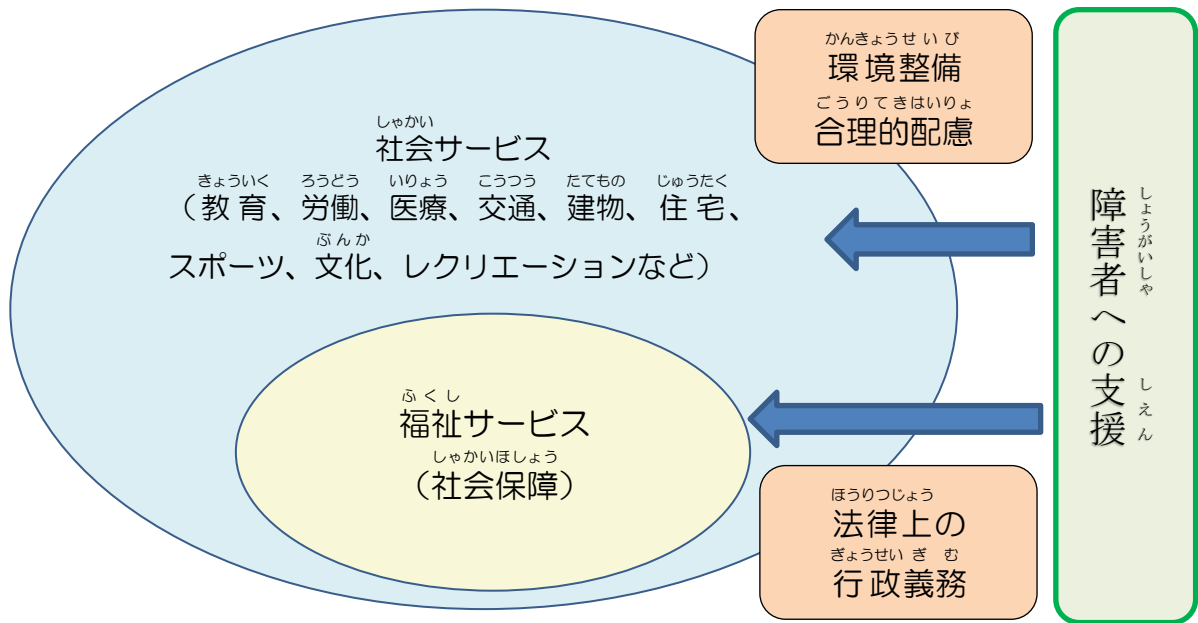 かんきょうせいび
環境整備
ごうりてきはいりょ
合理的配慮
しゃかい
社会サービス
きょういく ろうどう いりょう こうつう たてもの じゅうたく
（教育、労働、医療、交通、建物、住宅、
ぶんか
スポーツ、文化、レクリエーションなど）
ふくし
福祉サービス
しゃかいほしょう
（社会保障）
ほうりつじょう
法律上の
ぎょうせいぎむ
行政義務
しょうがいしゃ しえん
障害者への支援